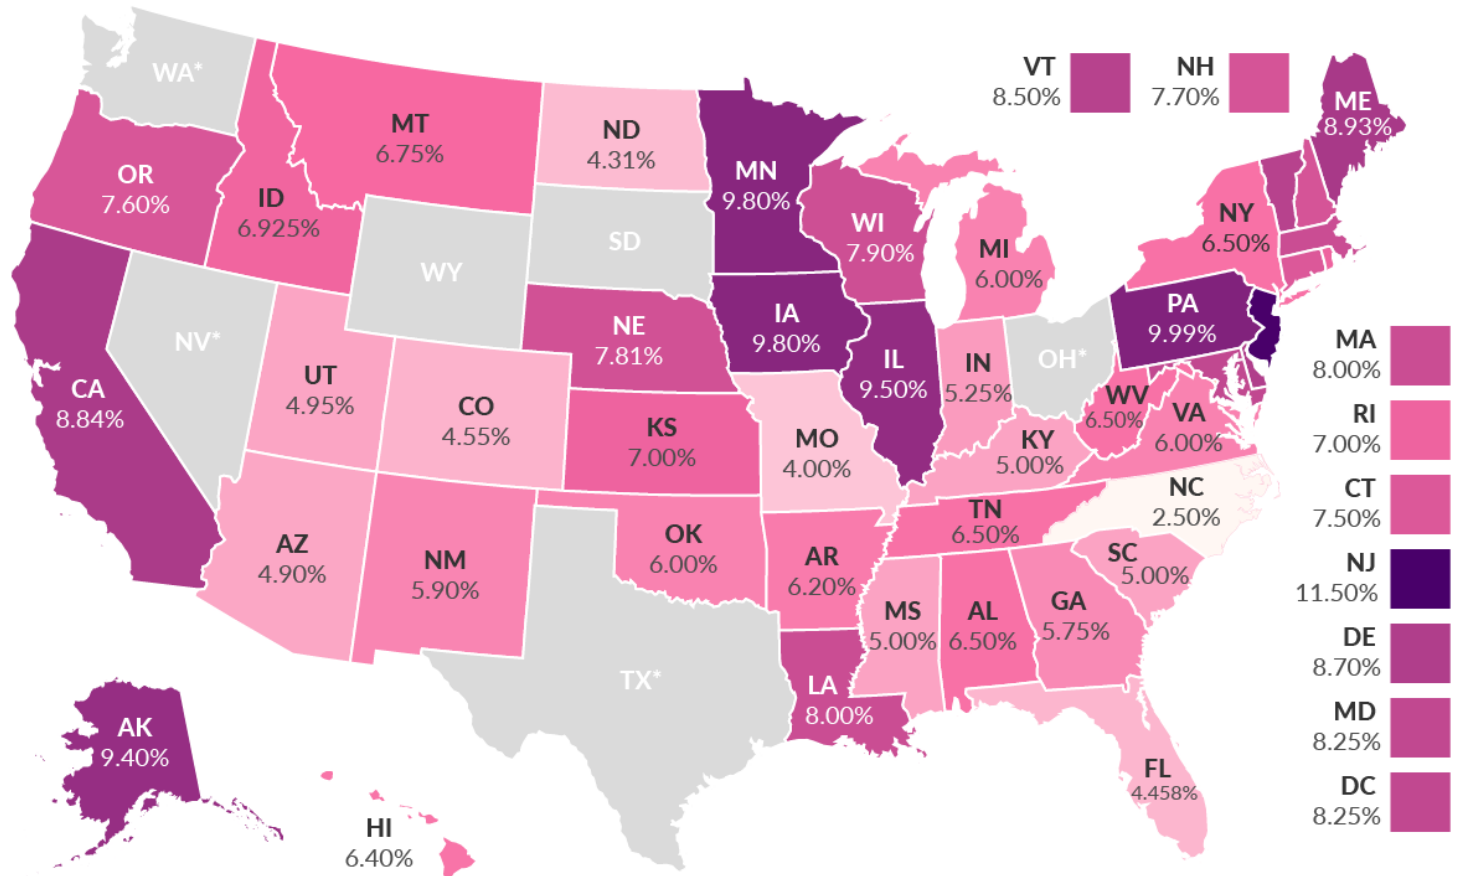 WA*
MT
6.75%
ND
4.31%
MN
9.80%
VT
8.50%
NH
7.70%
ME
8.93%
OR
7.60%
ID
6.925%
WY
SD
WI
7.90%
MI
6.00%
NY
6.50%
NV*
UT
4.95%
CO
4.55%
NE
7.81%
IA
9.80%
IL
9.50%
IN
5.25%
OH*
PA
9.99%
CA
8.84%
KS
7.00%
MO
4.00%
KY
5.00%
WV
6.50%
VA
6.00%
NC
2.50%
TN
6.50%
SC
5.00%
AZ
4.90%
NM
5.90%
OK
6.00%
AR
6.20%
MS
5.00%
AL
6.50%
GA
5.75%
TX*
LA
8.00%
FL
4.458%
AK
9.40%
HI
6.40%
MA
8.00%
RI
7.00%
CT
7.50%
NJ
11.50%
DE
8.70%
MD
8.25%
DC
8.25%